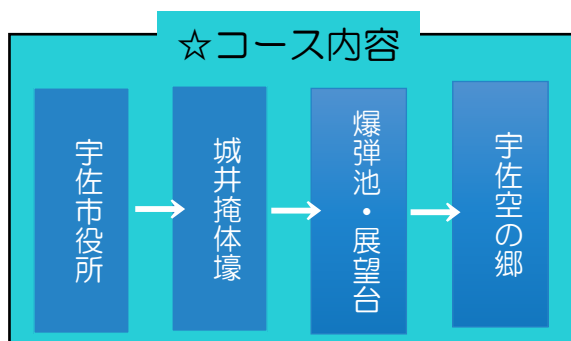 ☆コース内容
宇佐市役所
城井掩体壕
爆弾池・展望台
宇佐空の郷